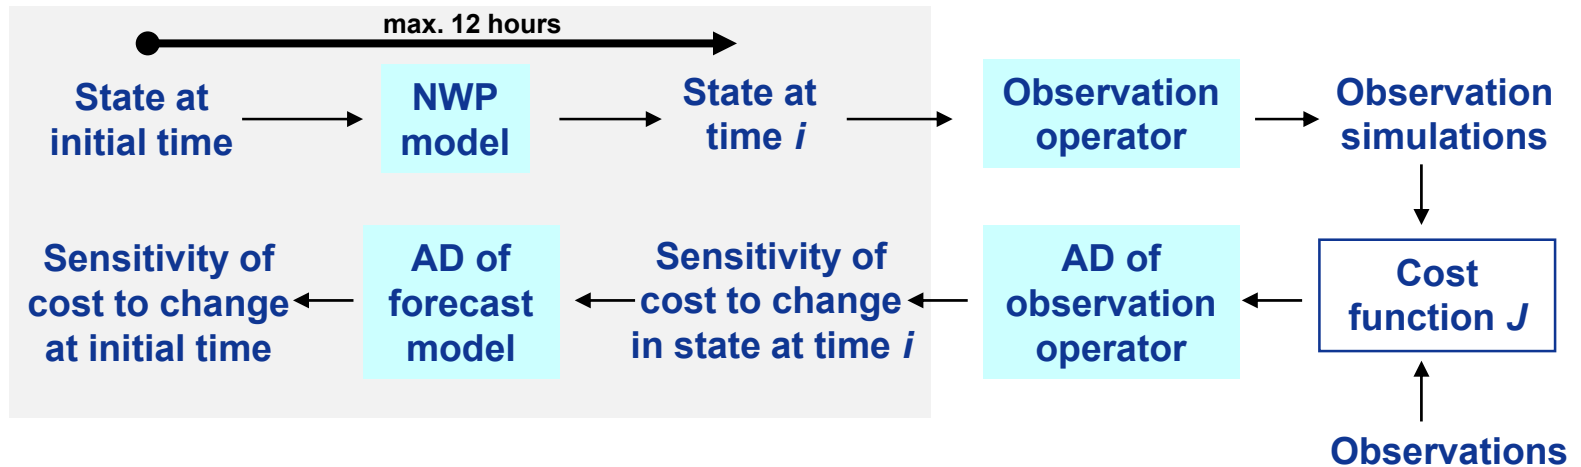 max. 12 hours
State at
initial time
NWP
model
State at
time i
Observation
operator
Observation
simulations
Sensitivity of
cost to change
at initial time
AD of
forecast
model
Sensitivity of
cost to change
in state at time i
AD of
observation
operator
Cost
function J
Observations